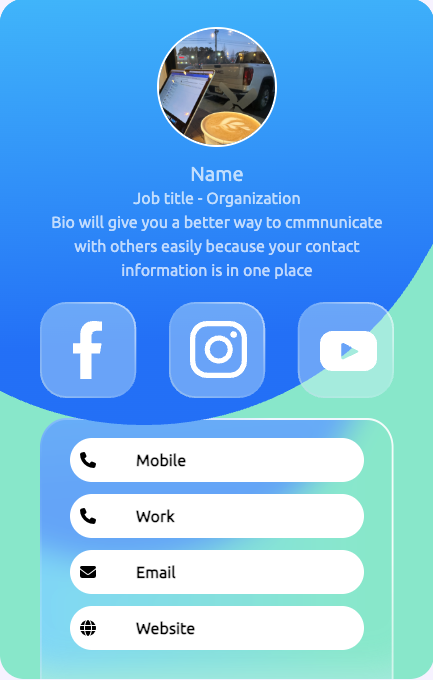 Name
Job title - Organization
Bio will give you a better way to cmmnunicate
with others easily because your contact
information is in one place
Mobile
Work
Email
Website